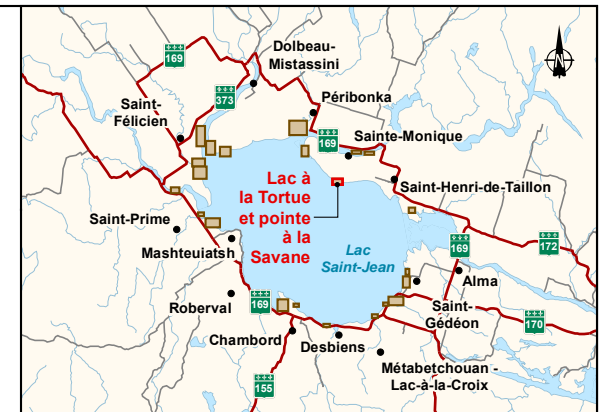 169
Dolbeau-
Mistassini
N
373
Saint-
Félicien
Péribonka
169
Sainte-Monique
Lac à
la Tortue
et pointe
à la
Savane
Saint-Henri-de-Taillon
Saint-Prime
Mashteuiatsh
Lac
Saint-Jean
169
172
Alma
Roberval
169
Saint-
Gédéon
170
Chambord
Desbiens
Métabetchouan -
Lac-à-la-Croix
155